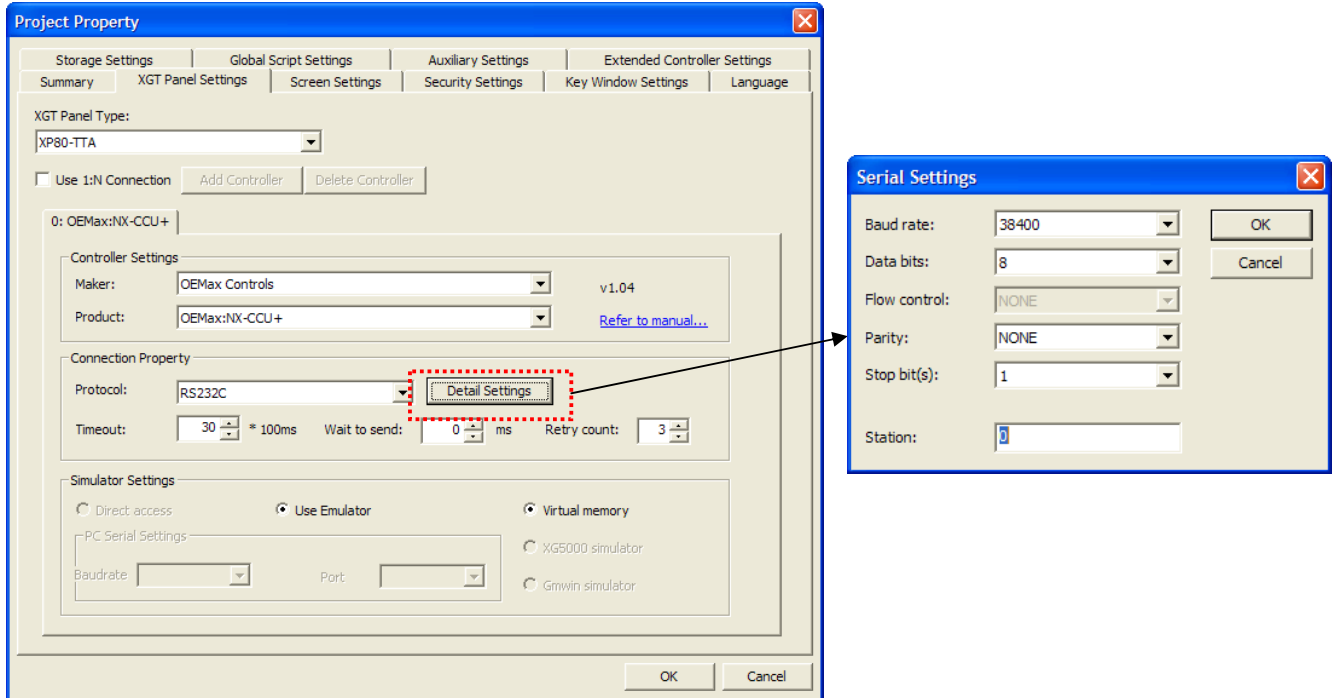 Project Property
Storage Settings Global Script Settings Auxiliary Settings Extended Controller Settings
Summary XGT Panel Settings Screen Settings Security Settings Key Window Settings Language
XGT Panel Type:
XP80-TTA
Use 1:N Connection Add Controller Delete Controller
0: OEMax:NX-CCU+
Controller Settings
Maker: OEMax Controls v1.04
Product: OEMax:NX-CCU+ Refer to manual...
Connection Property
Protocol: RS232C Detail Settings
Timeout: 30 * 100ms Wait to send: 0 ms Retry count: 3
Simulator Settings
Direct access Use Emulator Virtual memory
PC Serial Settings
XG5000 simulator
Baudrate Port
Gmwin simulator
OK Cancel
Serial Settings
Baud rate: 38400 OK
Data bits: 8 Cancel
Flow control: NONE
Parity: NONE
Stop bit(s): 1
Station: 0